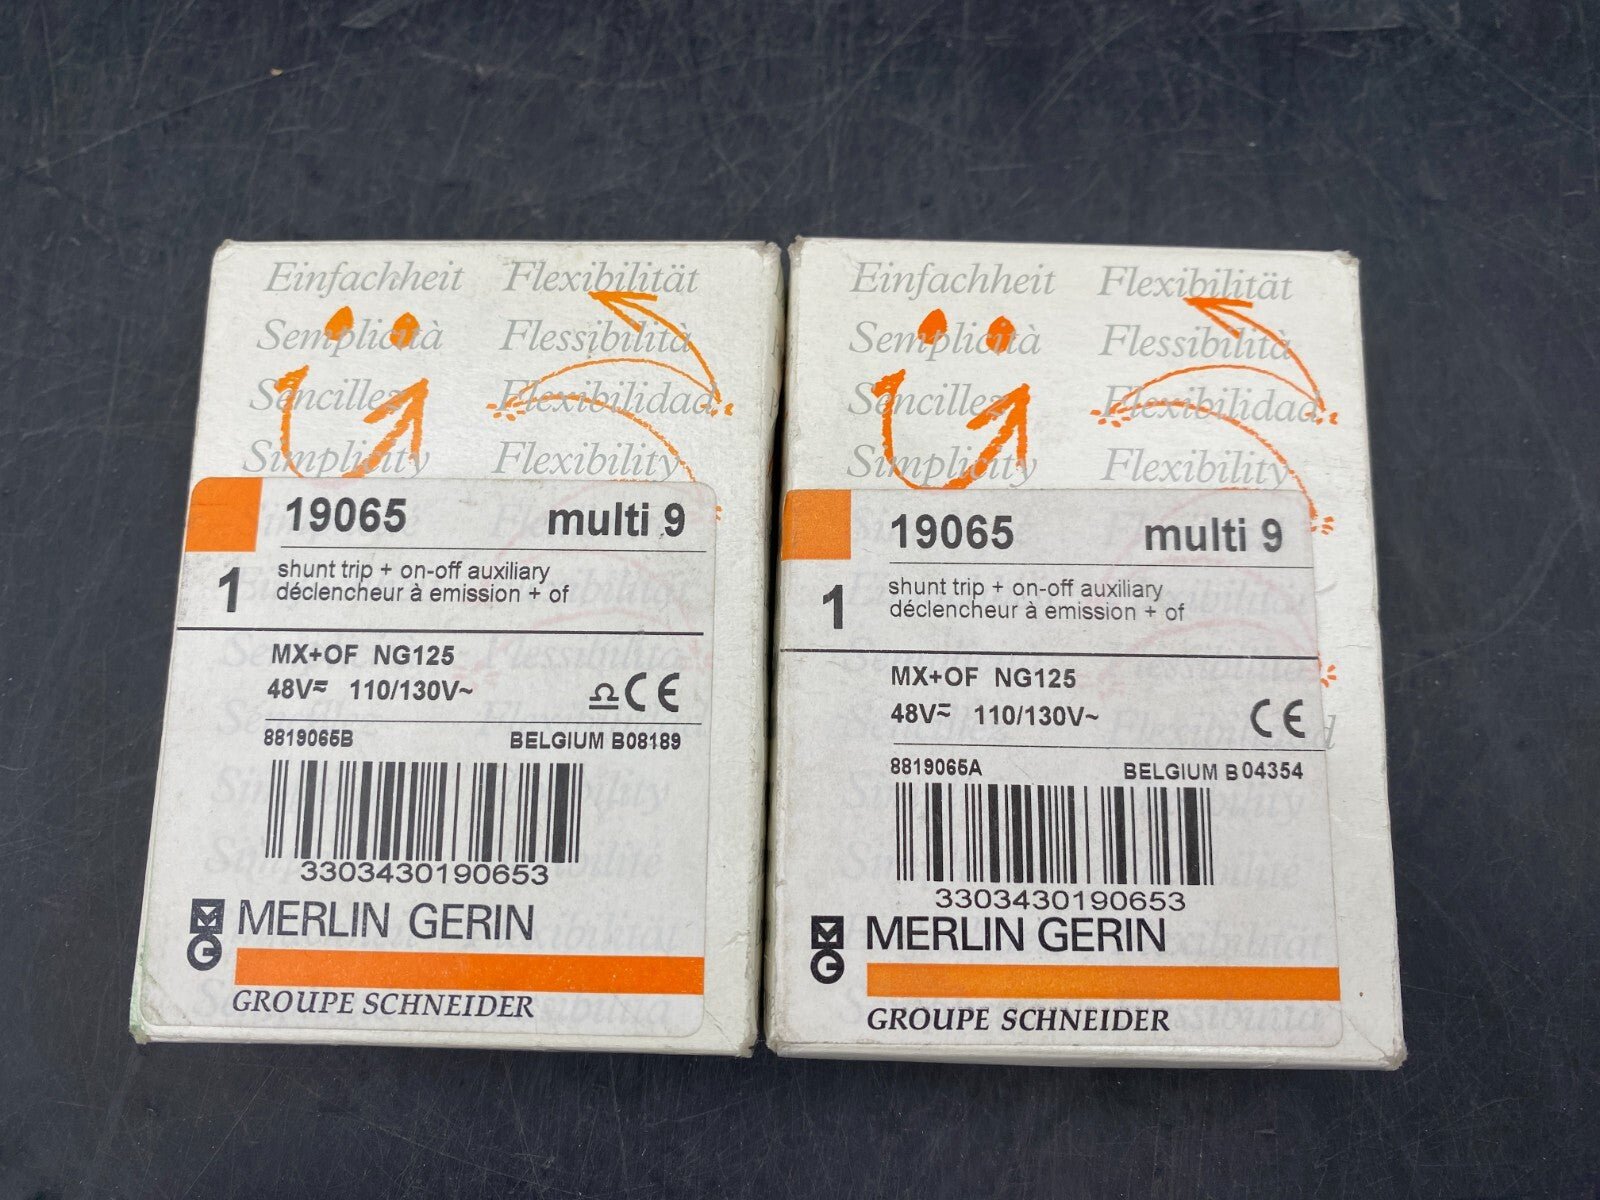 Einfachheit Flexibilität
Semplicità Flessibilità
Sencillez Flexibilidad
Simplicity Flexibility
19065 multi 9
1
shunt trip + on-off auxiliary
déclencheur à emission + of
MX+OF NG125
48V≂ 110/130V~
CE
8819065B BELGIUM B08189
3303430190653
MERLIN GERIN
GROUPE SCHNEIDER
Einfachheit Flexibilität
Semplicità Flessibilità
Sencillez Flexibilidad
Simplicity Flexibility
19065 multi 9
1
shunt trip + on-off auxiliary
déclencheur à emission + of
MX+OF NG125
48V≂ 110/130V~
CE
8819065A BELGIUM B 04354
3303430190653
MERLIN GERIN
GROUPE SCHNEIDER